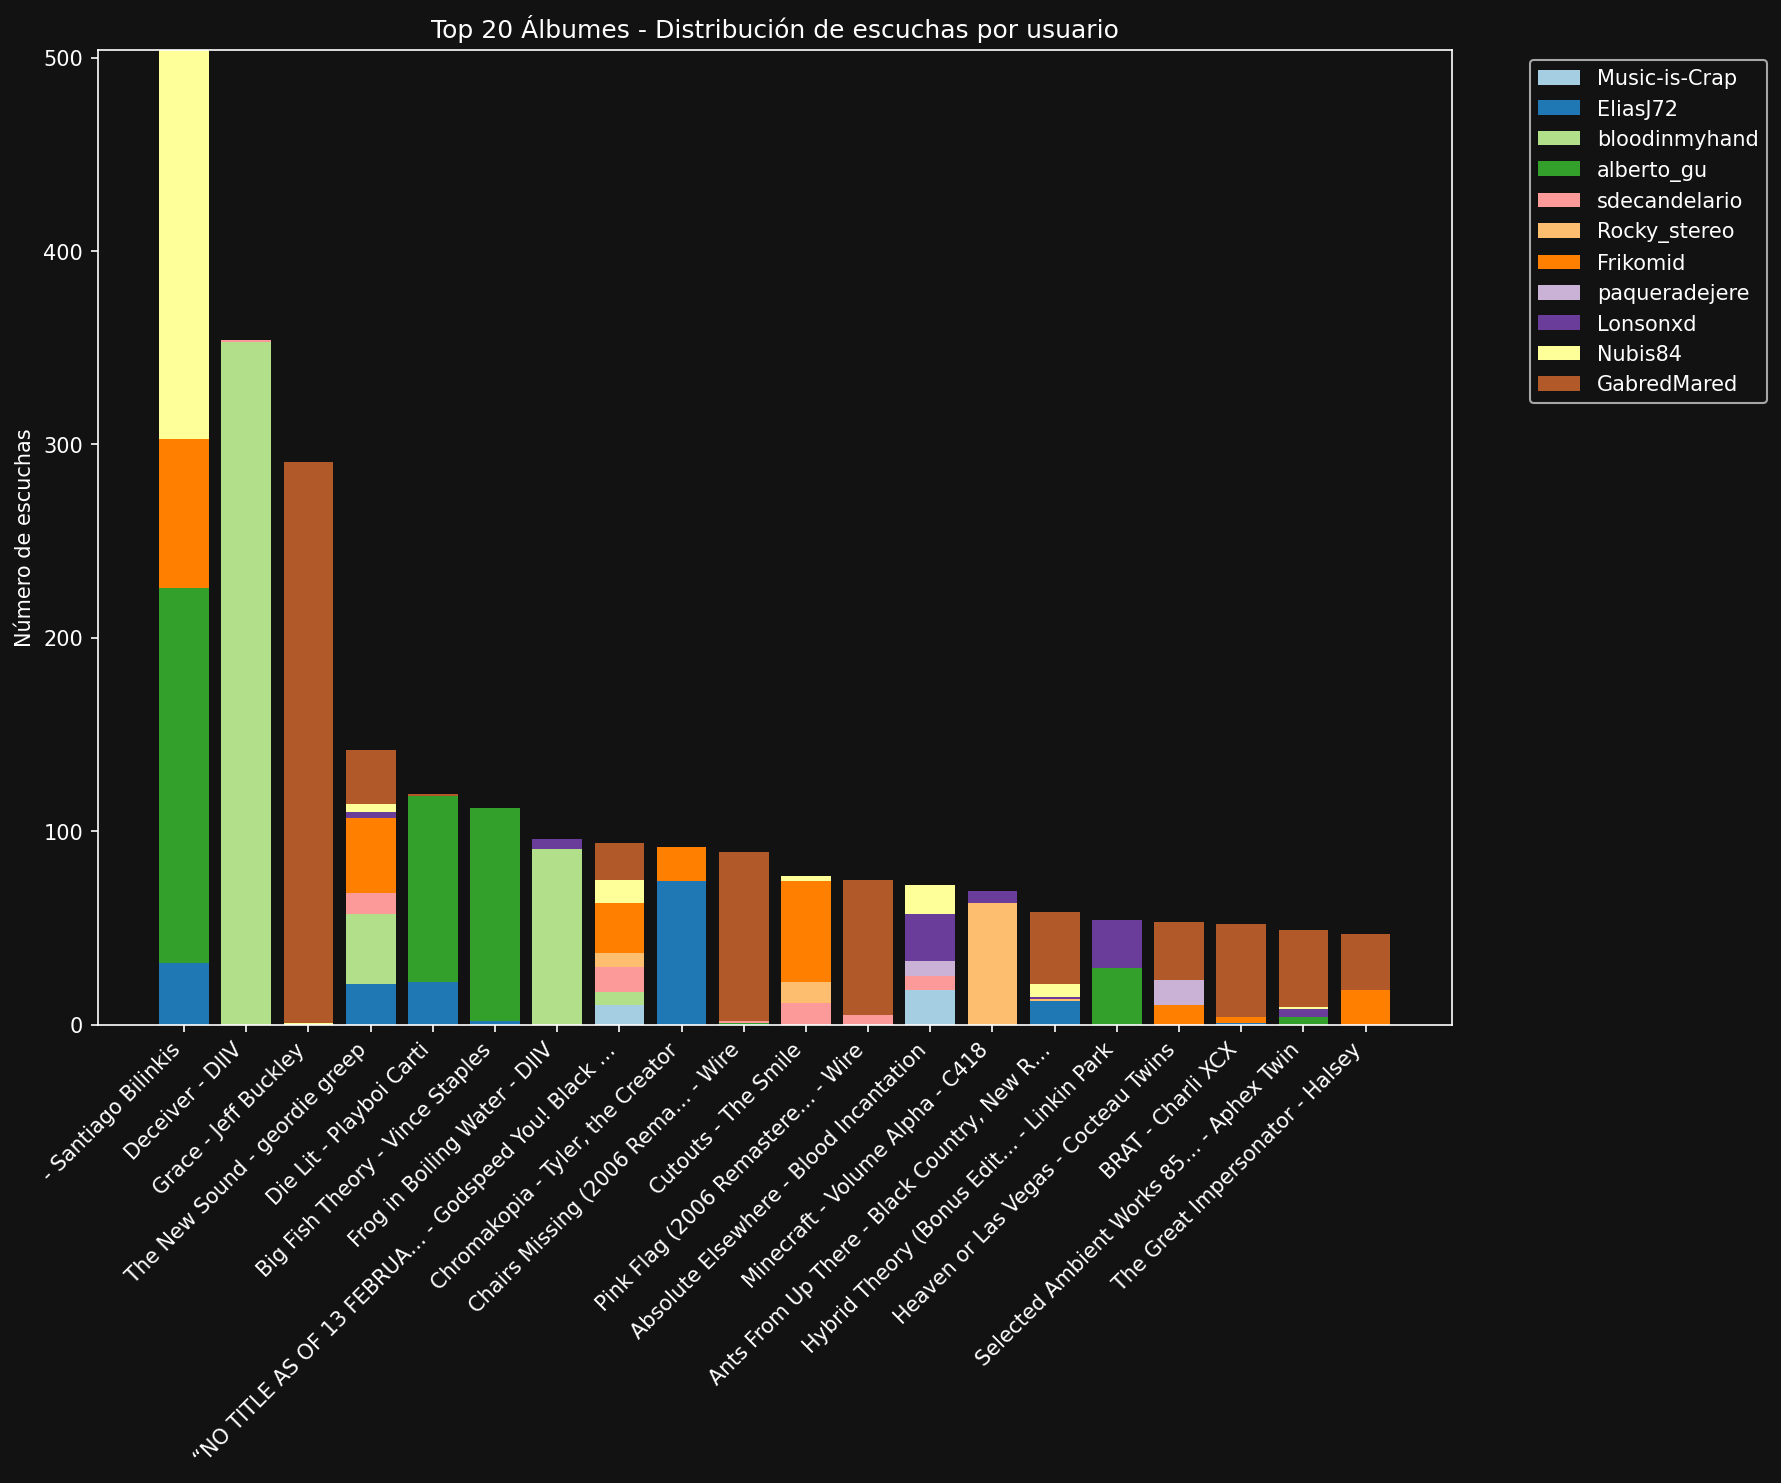 Top 20 Álbumes - Distribución de escuchas por usuario
Número de escuchas
500
400
300
200
100
0
- Santiago Bilinkis
Deceiver - DIIV
Grace - Jeff Buckley
The New Sound - geordie greep
Die Lit - Playboi Carti
Big Fish Theory - Vince Staples
Frog in Boiling Water - DIIV
“NO TITLE AS OF 13 FEBRUA... - Godspeed You! Black ...
Chromakopia - Tyler, the Creator
Chairs Missing (2006 Rema... - Wire
Cutouts - The Smile
Pink Flag (2006 Remastere... - Wire
Absolute Elsewhere - Blood Incantation
Minecraft - Volume Alpha - C418
Ants From Up There - Black Country, New R...
Hybrid Theory (Bonus Edit... - Linkin Park
Heaven or Las Vegas - Cocteau Twins
BRAT - Charli XCX
Selected Ambient Works 85... - Aphex Twin
The Great Impersonator - Halsey
Music-is-Crap
EliasJ72
bloodinmyhand
alberto_gu
sdecandelario
Rocky_stereo
Frikomid
paqueradejere
Lonsonxd
Nubis84
GabredMared